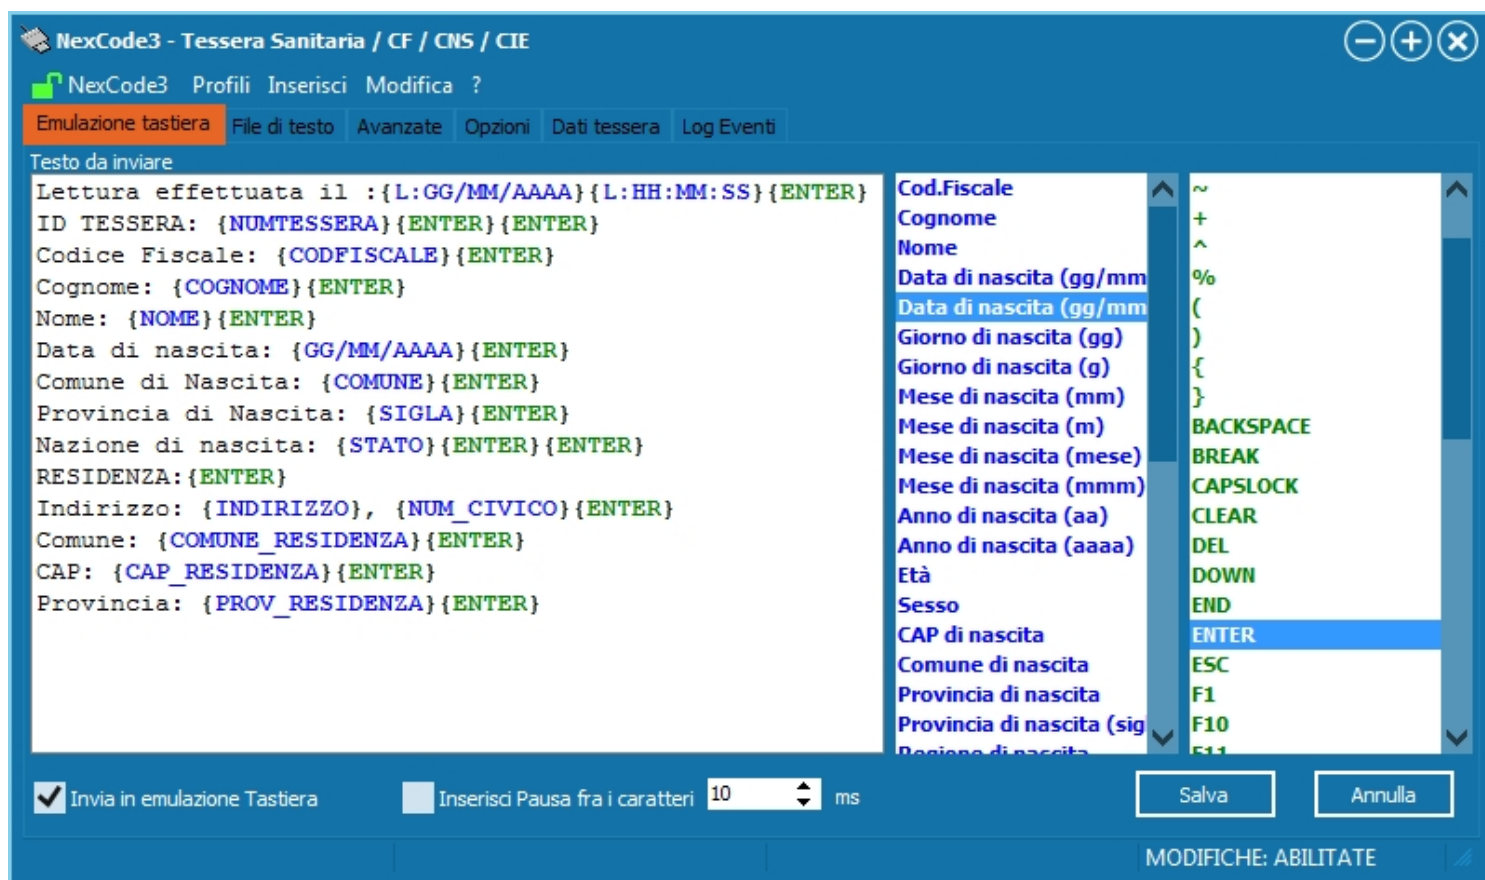 NexCode3 - Tessera Sanitaria / CF / CNS / CIE
NexCode3 Profili Inserisci Modifica ?
Emulazione tastiera File di testo Avanzate Opzioni Dati tessera Log Eventi
Testo da inviare
Lettura effettuata il :{L:GG/MM/AAAA}{L:HH:MM:SS}{ENTER}
ID TESSERA: {NUMTESSERA}{ENTER}{ENTER}
Codice Fiscale: {CODFISCALE}{ENTER}
Cognome: {COGNOME}{ENTER}
Nome: {NOME}{ENTER}
Data di nascita: {GG/MM/AAAA}{ENTER}
Comune di Nascita: {COMUNE}{ENTER}
Provincia di Nascita: {SIGLA}{ENTER}
Nazione di nascita: {STATO}{ENTER}{ENTER}
RESIDENZA:{ENTER}
Indirizzo: {INDIRIZZO}, {NUM_CIVICO}{ENTER}
Comune: {COMUNE_RESIDENZA}{ENTER}
CAP: {CAP_RESIDENZA}{ENTER}
Provincia: {PROV_RESIDENZA}{ENTER}
Cod.Fiscale
Cognome
Nome
Data di nascita (gg/mm
Data di nascita (gg/mm
Giorno di nascita (gg)
Giorno di nascita (g)
Mese di nascita (mm)
Mese di nascita (m)
Mese di nascita (mese)
Mese di nascita (mmm)
Anno di nascita (aa)
Anno di nascita (aaaa)
Età
Sesso
CAP di nascita
Comune di nascita
Provincia di nascita
Provincia di nascita (sig
Regione di nascita
~
+
^
%
(
)
{
}
BACKSPACE
BREAK
CAPSLOCK
CLEAR
DEL
DOWN
END
ENTER
ESC
F1
F10
F11
Invia in emulazione Tastiera
Inserisci Pausa fra i caratteri 10 ms
Salva
Annulla
MODIFICHE: ABILITATE